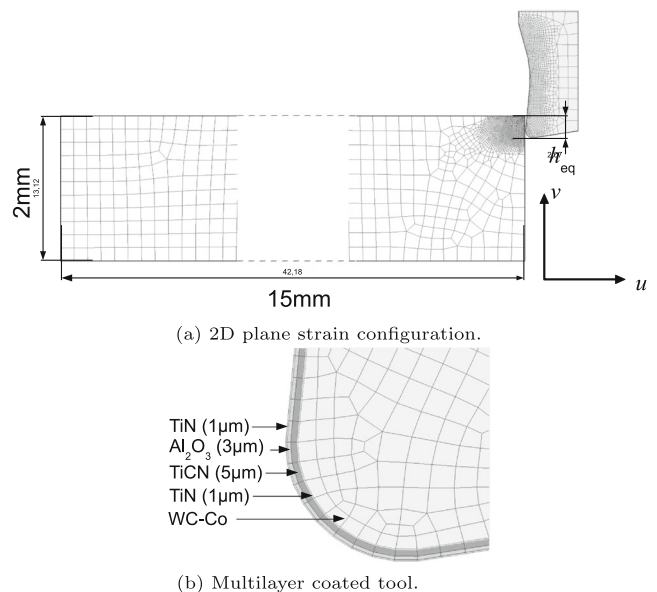 2mm
13,12
h eq
v
u
42,18
15mm
(a) 2D plane strain configuration.
TiN (1µm)
Al2O3 (3µm)
TiCN (5µm)
TiN (1µm)
WC-Co
(b) Multilayer coated tool.